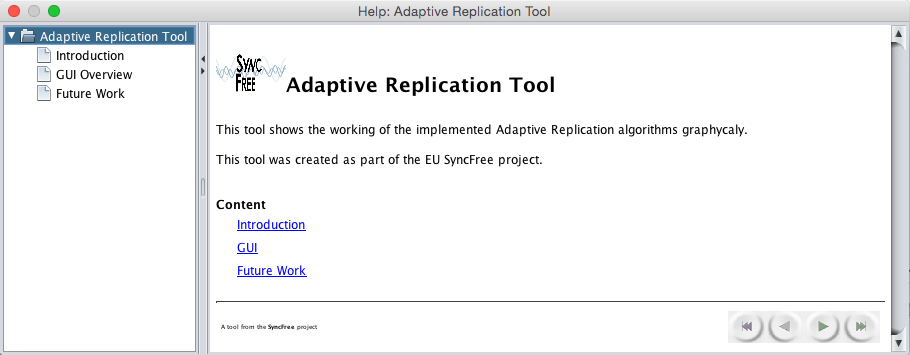 Help: Adaptive Replication Tool
Adaptive Replication Tool
Introduction
GUI Overview
Future Work
SYNC
FREE
Adaptive Replication Tool
This tool shows the working of the implemented Adaptive Replication algorithms graphycaly.
This tool was created as part of the EU SyncFree project.
Content
Introduction
GUI
Future Work
A tool from the SyncFree project